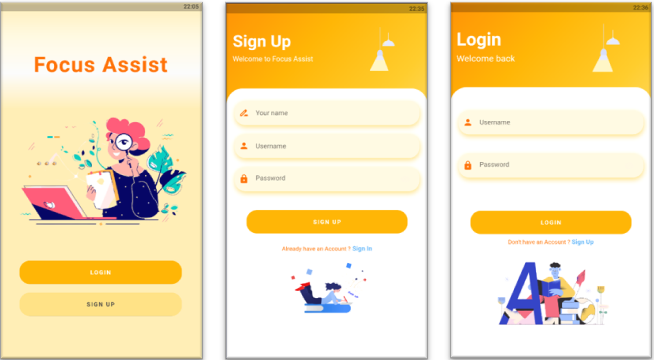 22:05
Focus Assist
LOGIN
SIGN UP
22:35
Sign Up
Welcome to Focus Assist
Your name
Username
Password
SIGN UP
Already have an Account ? Sign In
22:36
Login
Welcome back
Username
Password
LOGIN
Don't have an Account ? Sign Up
A